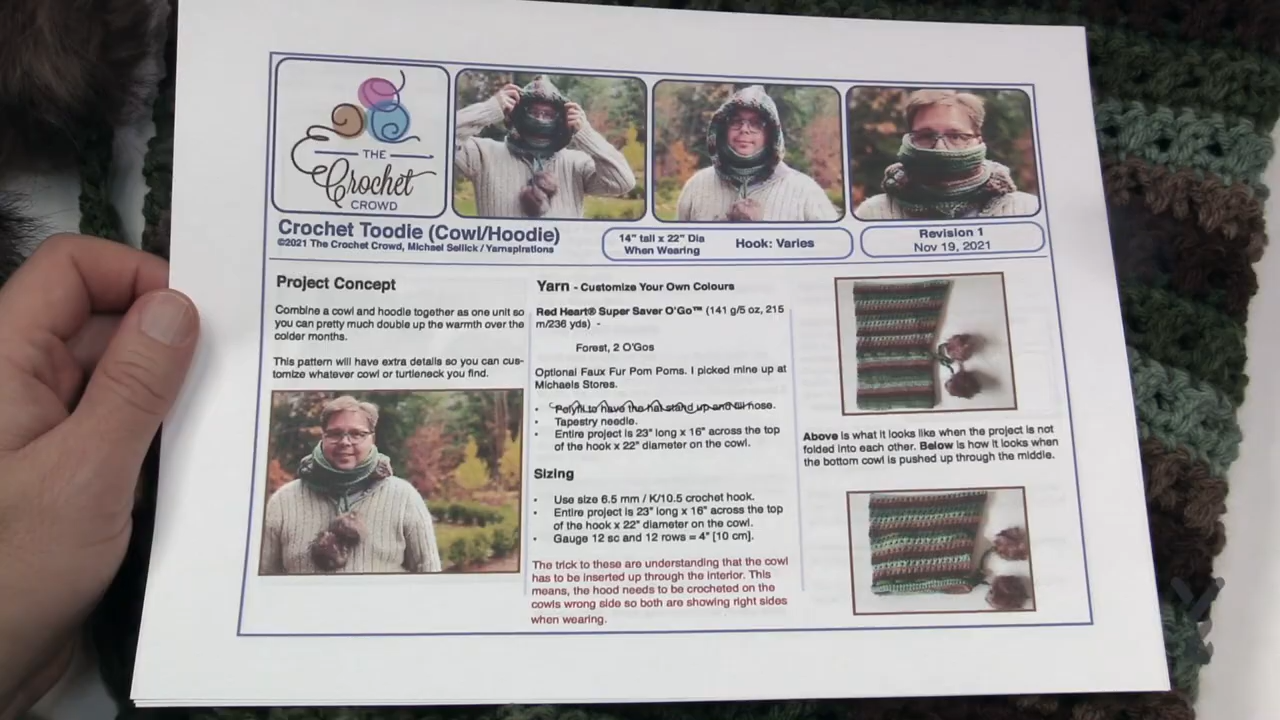 THE
Crochet
CROWD
Crochet Toodie (Cowl/Hoodie)
©2021 The Crochet Crowd, Michael Sellick / Yarnspirations
14" tall x 22" Dia
When Wearing
Hook: Varies
Revision 1
Nov 19, 2021
Project Concept
Combine a cowl and hoodie together as one unit so
you can pretty much double up the warmth over the
colder months.
This pattern will have extra details so you can cus-
tomize whatever cowl or turtleneck you find.
Yarn - Customize Your Own Colours
Red Heart® Super Saver O'Go™ (141 g/5 oz, 215
m/236 yds) -
Forest, 2 O'Gos
Optional Faux Fur Pom Poms. I picked mine up at
Michaels Stores.
• Polyfil to have the hat stand up and fill nose.
• Tapestry needle.
• Entire project is 23" long x 16" across the top
of the hook x 22" diameter on the cowl.
Sizing
• Use size 6.5 mm / K/10.5 crochet hook.
• Entire project is 23" long x 16" across the top
of the hook x 22" diameter on the cowl.
• Gauge 12 sc and 12 rows = 4" [10 cm].
The trick to these are understanding that the cowl
has to be inserted up through the interior. This
means, the hood needs to be crocheted on the
cowls wrong side so both are showing right sides
when wearing.
Above is what it looks like when the project is not
folded into each other. Below is how it looks when
the bottom cowl is pushed up through the middle.